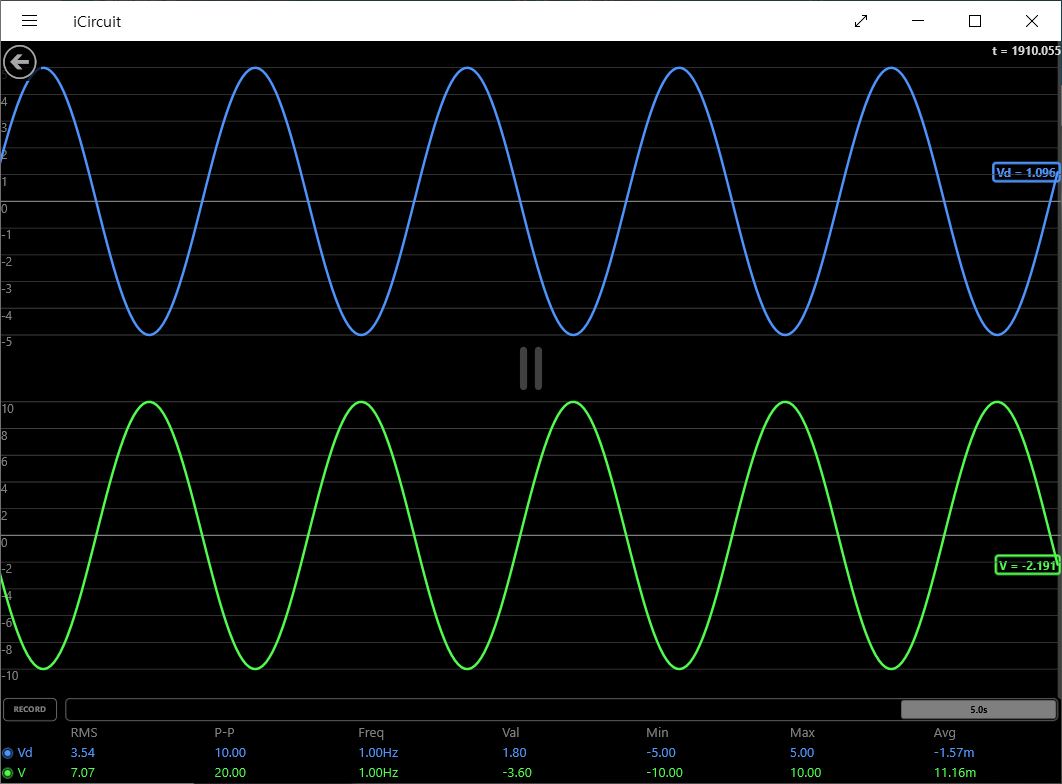 iCircuit
t = 1910.055
4
3
2
1
0
-1
-2
-3
-4
-5
Vd = 1.096
10
8
6
4
2
0
-2
-4
-6
-8
-10
V = -2.191
RECORD
5.0s
RMS P-P Freq Val Min Max Avg
Vd 3.54 10.00 1.00Hz 1.80 -5.00 5.00 -1.57m
V 7.07 20.00 1.00Hz -3.60 -10.00 10.00 11.16m